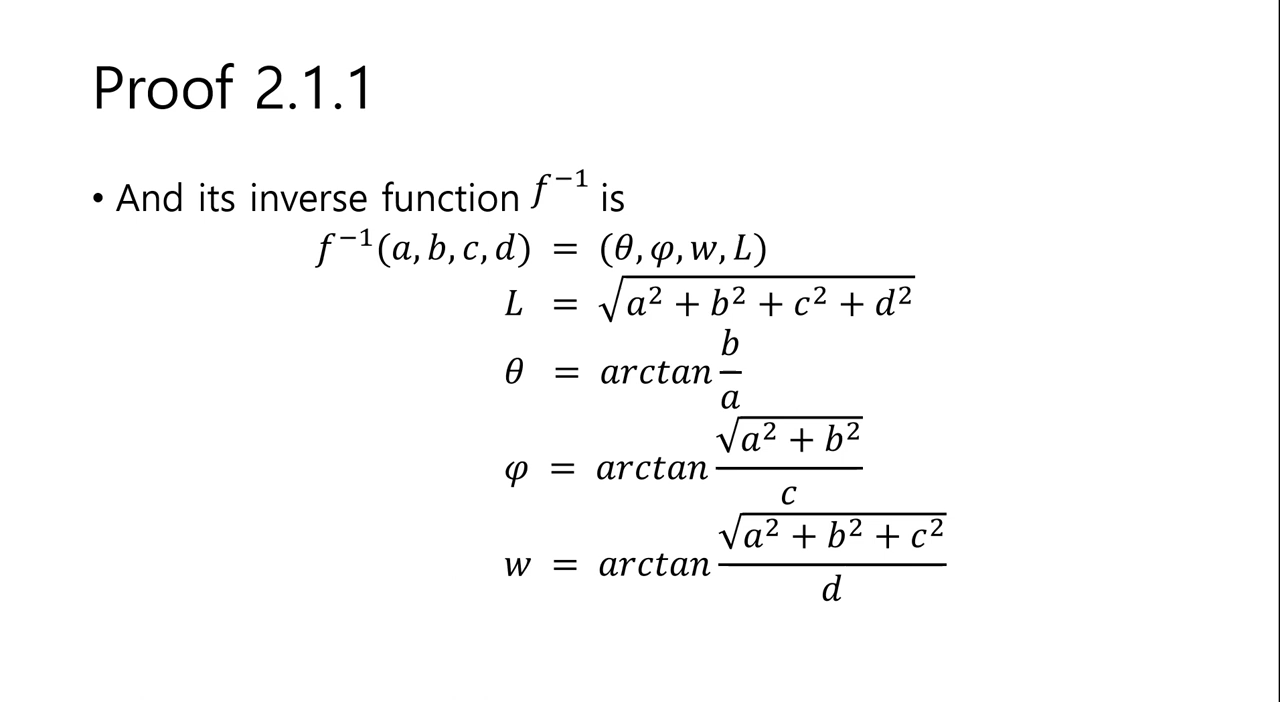 Proof 2.1.1
• And its inverse function f⁻¹ is
f⁻¹(a, b, c, d) = (θ, φ, w, L)
L = √(a² + b² + c² + d²)
θ = arctan b/a
φ = arctan √(a² + b²)/c
w = arctan √(a² + b² + c²)/d